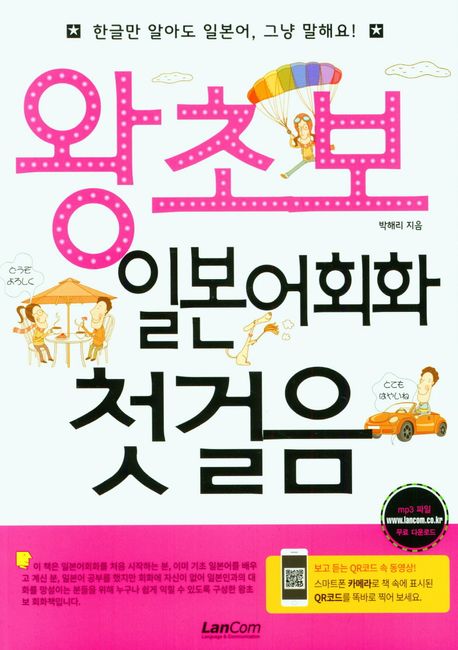 ★ 한글만 알아도 일본어, 그냥 말해요! ★
왕초보
박해리 지음
일본어회화
どうぞ
よろしく
첫걸음
とても
はやいね
mp3 파일
www.lancom.co.kr
무료 다운로드
이 책은 일본어회화를 처음 시작하는 분, 이미 기초 일본어를 배우
고 계신 분, 일본어 공부를 했지만 회화에 자신이 없어 일본인과의 대
화를 망설이는 분들을 위해 누구나 쉽게 익힐 수 있도록 구성한 왕초
보 회화책입니다.
보고 듣는 QR코드 속 동영상!
스마트폰 카메라로 책 속에 표시된
QR코드를 똑바로 찍어 보세요.
LanCom
Language & Communication